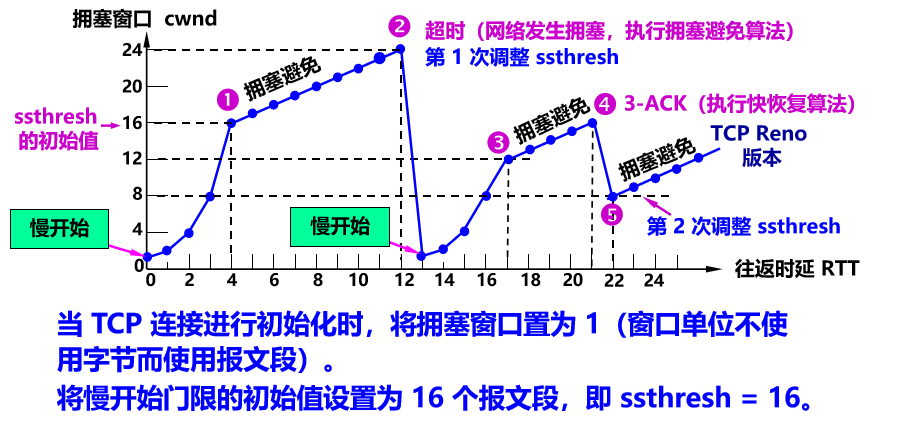 拥塞窗口 cwnd
24
20
16
12
8
4
0
ssthresh
的初始值
慢开始
❶
拥塞避免
❷
超时（网络发生拥塞，执行拥塞避免算法）
第 1 次调整 ssthresh
慢开始
❸
拥塞避免
❹
3-ACK（执行快恢复算法）
TCP Reno
版本
拥塞避免
❺
第 2 次调整 ssthresh
0 2 4 6 8 10 12 14 16 18 20 22 24
往返时延 RTT
当 TCP 连接进行初始化时，将拥塞窗口置为 1（窗口单位不使
用字节而使用报文段）。
将慢开始门限的初始值设置为 16 个报文段，即 ssthresh = 16。